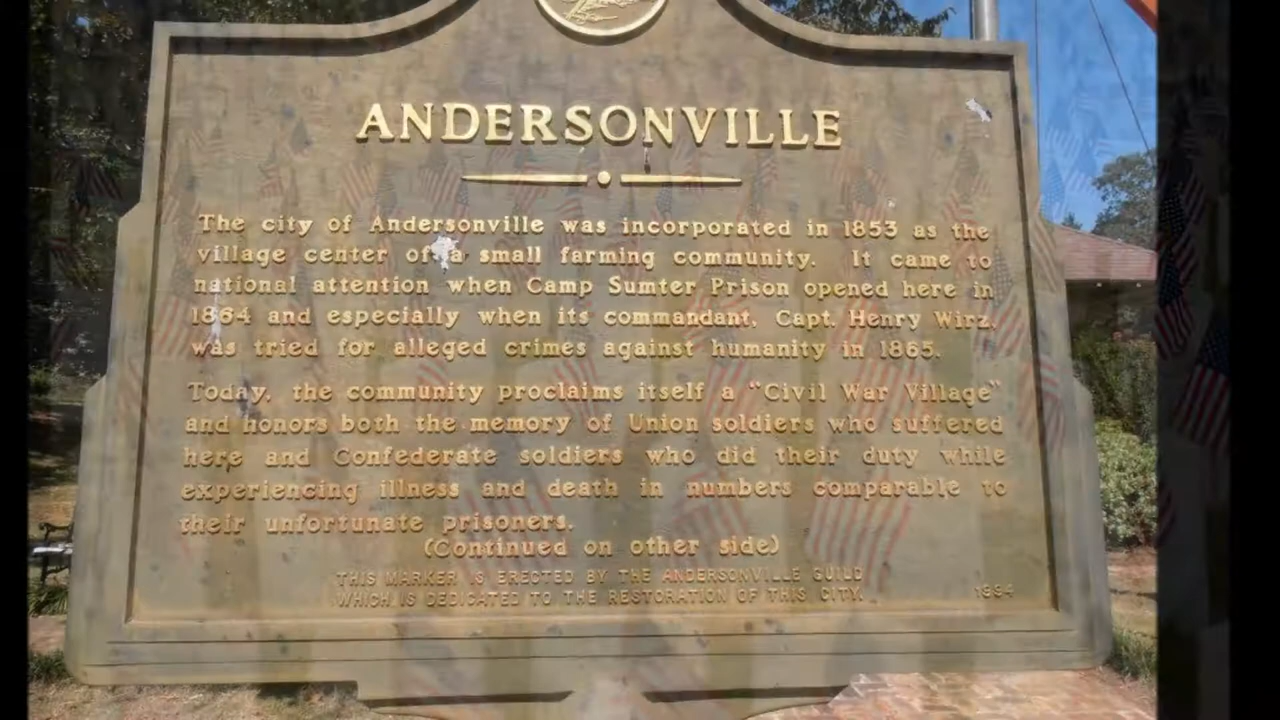 ANDERSONVILLE
The city of Andersonville was incorporated in 1853 as the
village center of a small farming community. It came to
national attention when Camp Sumter Prison opened here in
1864 and especially when its commandant, Capt. Henry Wirz,
was tried for alleged crimes against humanity in 1865.
Today, the community proclaims itself a "Civil War Village"
and honors both the memory of Union soldiers who suffered
here and Confederate soldiers who did their duty while
experiencing illness and death in numbers comparable to
their unfortunate prisoners.
(Continued on other side)
THIS MARKER IS ERECTED BY THE ANDERSONVILLE GUILD
WHICH IS DEDICATED TO THE RESTORATION OF THIS CITY. 1994